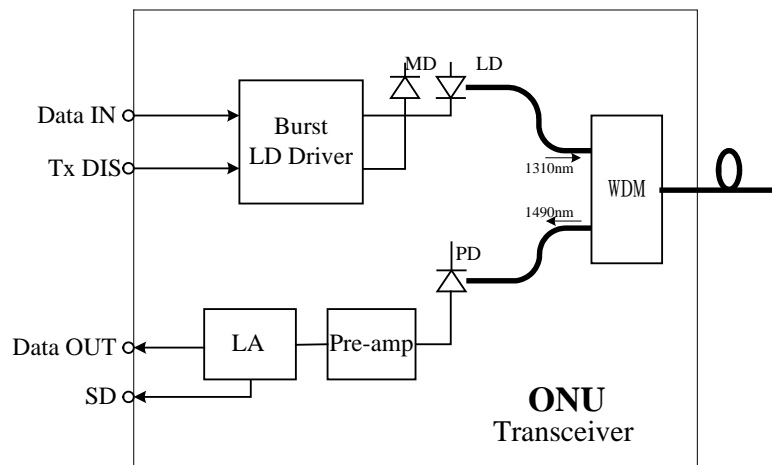 MD
LD
Data IN
Burst
LD Driver
Tx DIS
1310nm
WDM
1490nm
PD
Data OUT
LA
Pre-amp
SD
ONU
Transceiver